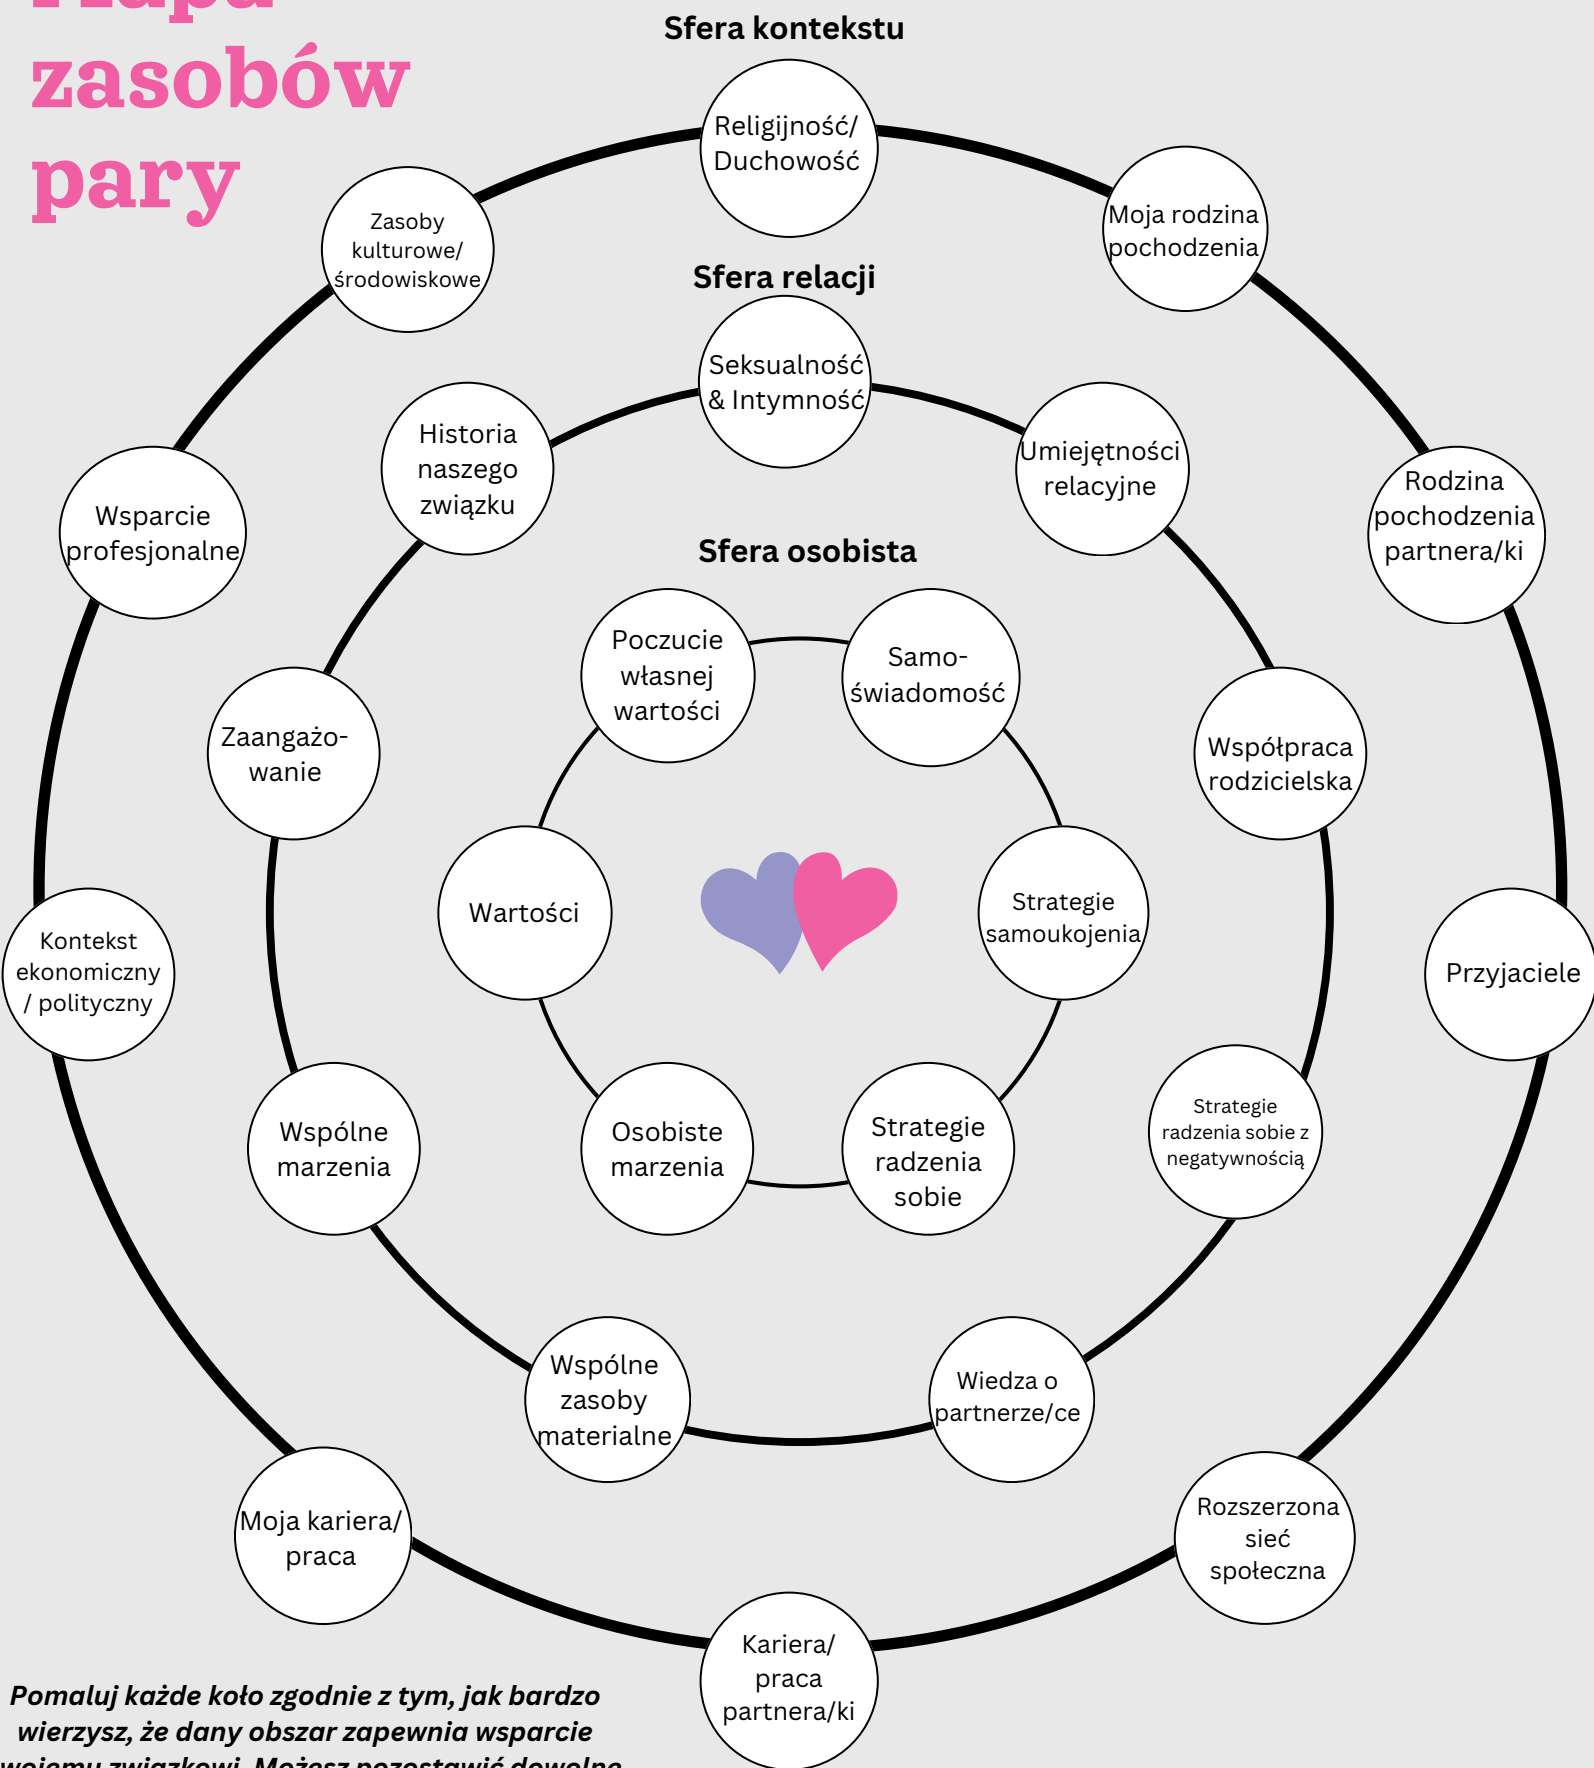 zasobów
pary
Sfera kontekstu
Religijność/
Duchowość
Moja rodzina
pochodzenia
Rodzina
pochodzenia
partnera/ki
Przyjaciele
Rozszerzona
sieć
społeczna
Kariera/
praca
partnera/ki
Moja kariera/
praca
Kontekst
ekonomiczny
/ polityczny
Wsparcie
profesjonalne
Zasoby
kulturowe/
środowiskowe
Sfera relacji
Seksualność
& Intymność
Umiejętności
relacyjne
Współpraca
rodzicielska
Strategie
radzenia sobie z
negatywnością
Wiedza o
partnerze/ce
Wspólne
zasoby
materialne
Wspólne
marzenia
Zaangażo-
wanie
Historia
naszego
związku
Sfera osobista
Poczucie
własnej
wartości
Samo-
świadomość
Strategie
samoukojenia
Strategie
radzenia
sobie
Osobiste
marzenia
Wartości
Pomaluj każde koło zgodnie z tym, jak bardzo
wierzysz, że dany obszar zapewnia wsparcie
związkowi. Możesz pozostawić dowolne